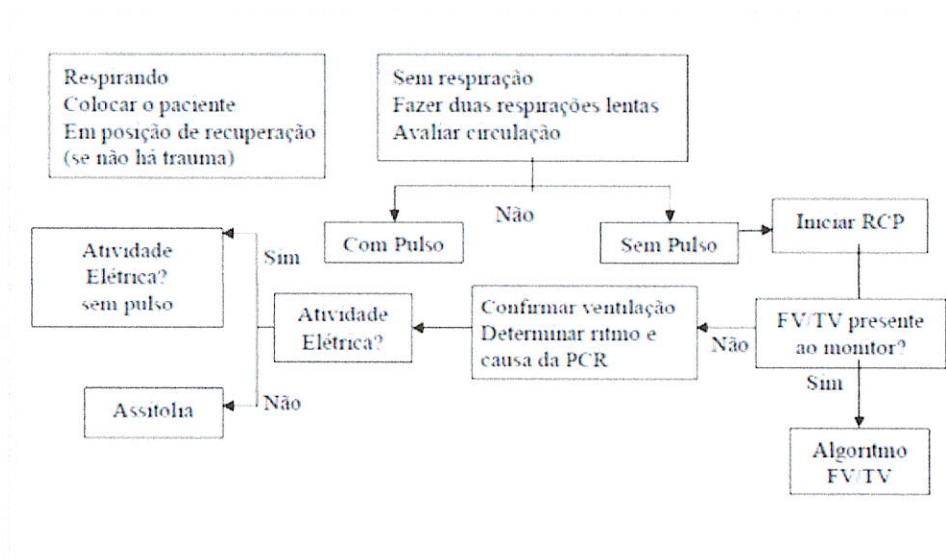 Respirando
Colocar o paciente
Em posição de recuperação
(se não há trauma)
Sem respiração
Fazer duas respirações lentas
Avaliar circulação
Não
Com Pulso
Sem Pulso
Iniciar RCP
Atividade
Elétrica?
sem pulso
Sim
Atividade
Elétrica?
Confirmar ventilação
Determinar ritmo e
causa da PCR
Não
FV/TV presente
ao monitor?
Sim
Assitolia
Não
Algoritmo
FV/TV